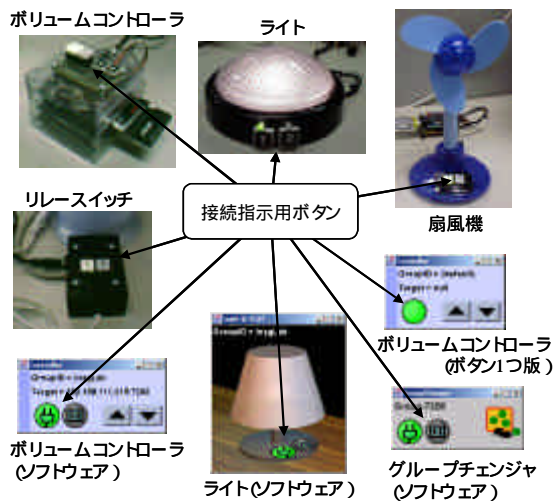 ボリュームコントローラ
ライト
リレースイッチ
接続指示用ボタン
扇風機
ボリュームコントローラ
(ボタン1つ版)
ボリュームコントローラ
(ソフトウェア)
ライト(ソフトウェア)
グループチェンジャ
(ソフトウェア)